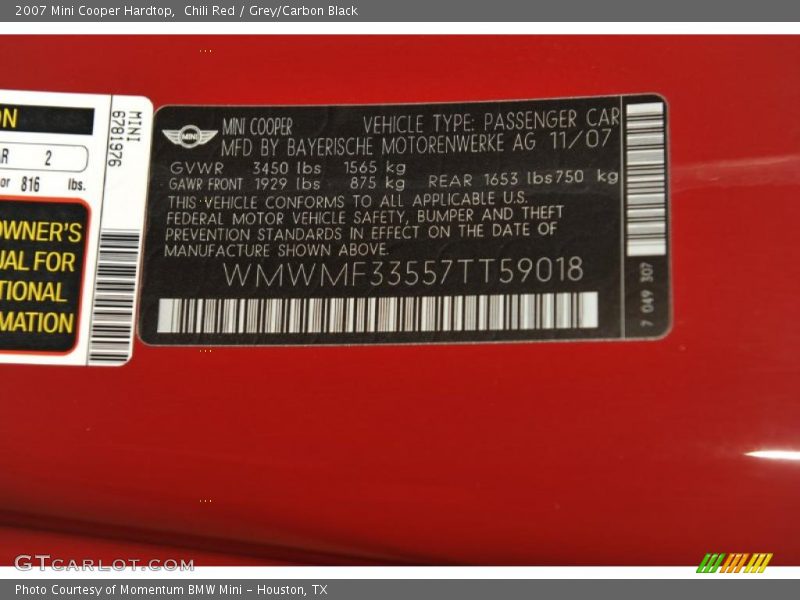 2007 Mini Cooper Hardtop,  Chili Red / Grey/Carbon Black
ON
2
or 816 lbs.
OWNER'S
UAL FOR
TIONAL
MATION
MINI
6781976
MINI
MINI COOPER VEHICLE TYPE: PASSENGER CAR
MFD BY BAYERISCHE MOTORENWERKE AG 11/07
GVWR 3450 lbs 1565 kg
GAWR FRONT 1929 lbs 875 kg REAR 1653 lbs750 kg
THIS VEHICLE CONFORMS TO ALL APPLICABLE U.S.
FEDERAL MOTOR VEHICLE SAFETY, BUMPER AND THEFT
PREVENTION STANDARDS IN EFFECT ON THE DATE OF
MANUFACTURE SHOWN ABOVE.
WMWMF33557TT59018
7 049 307
GTCARLOT.COM
Photo Courtesy of Momentum BMW Mini - Houston, TX